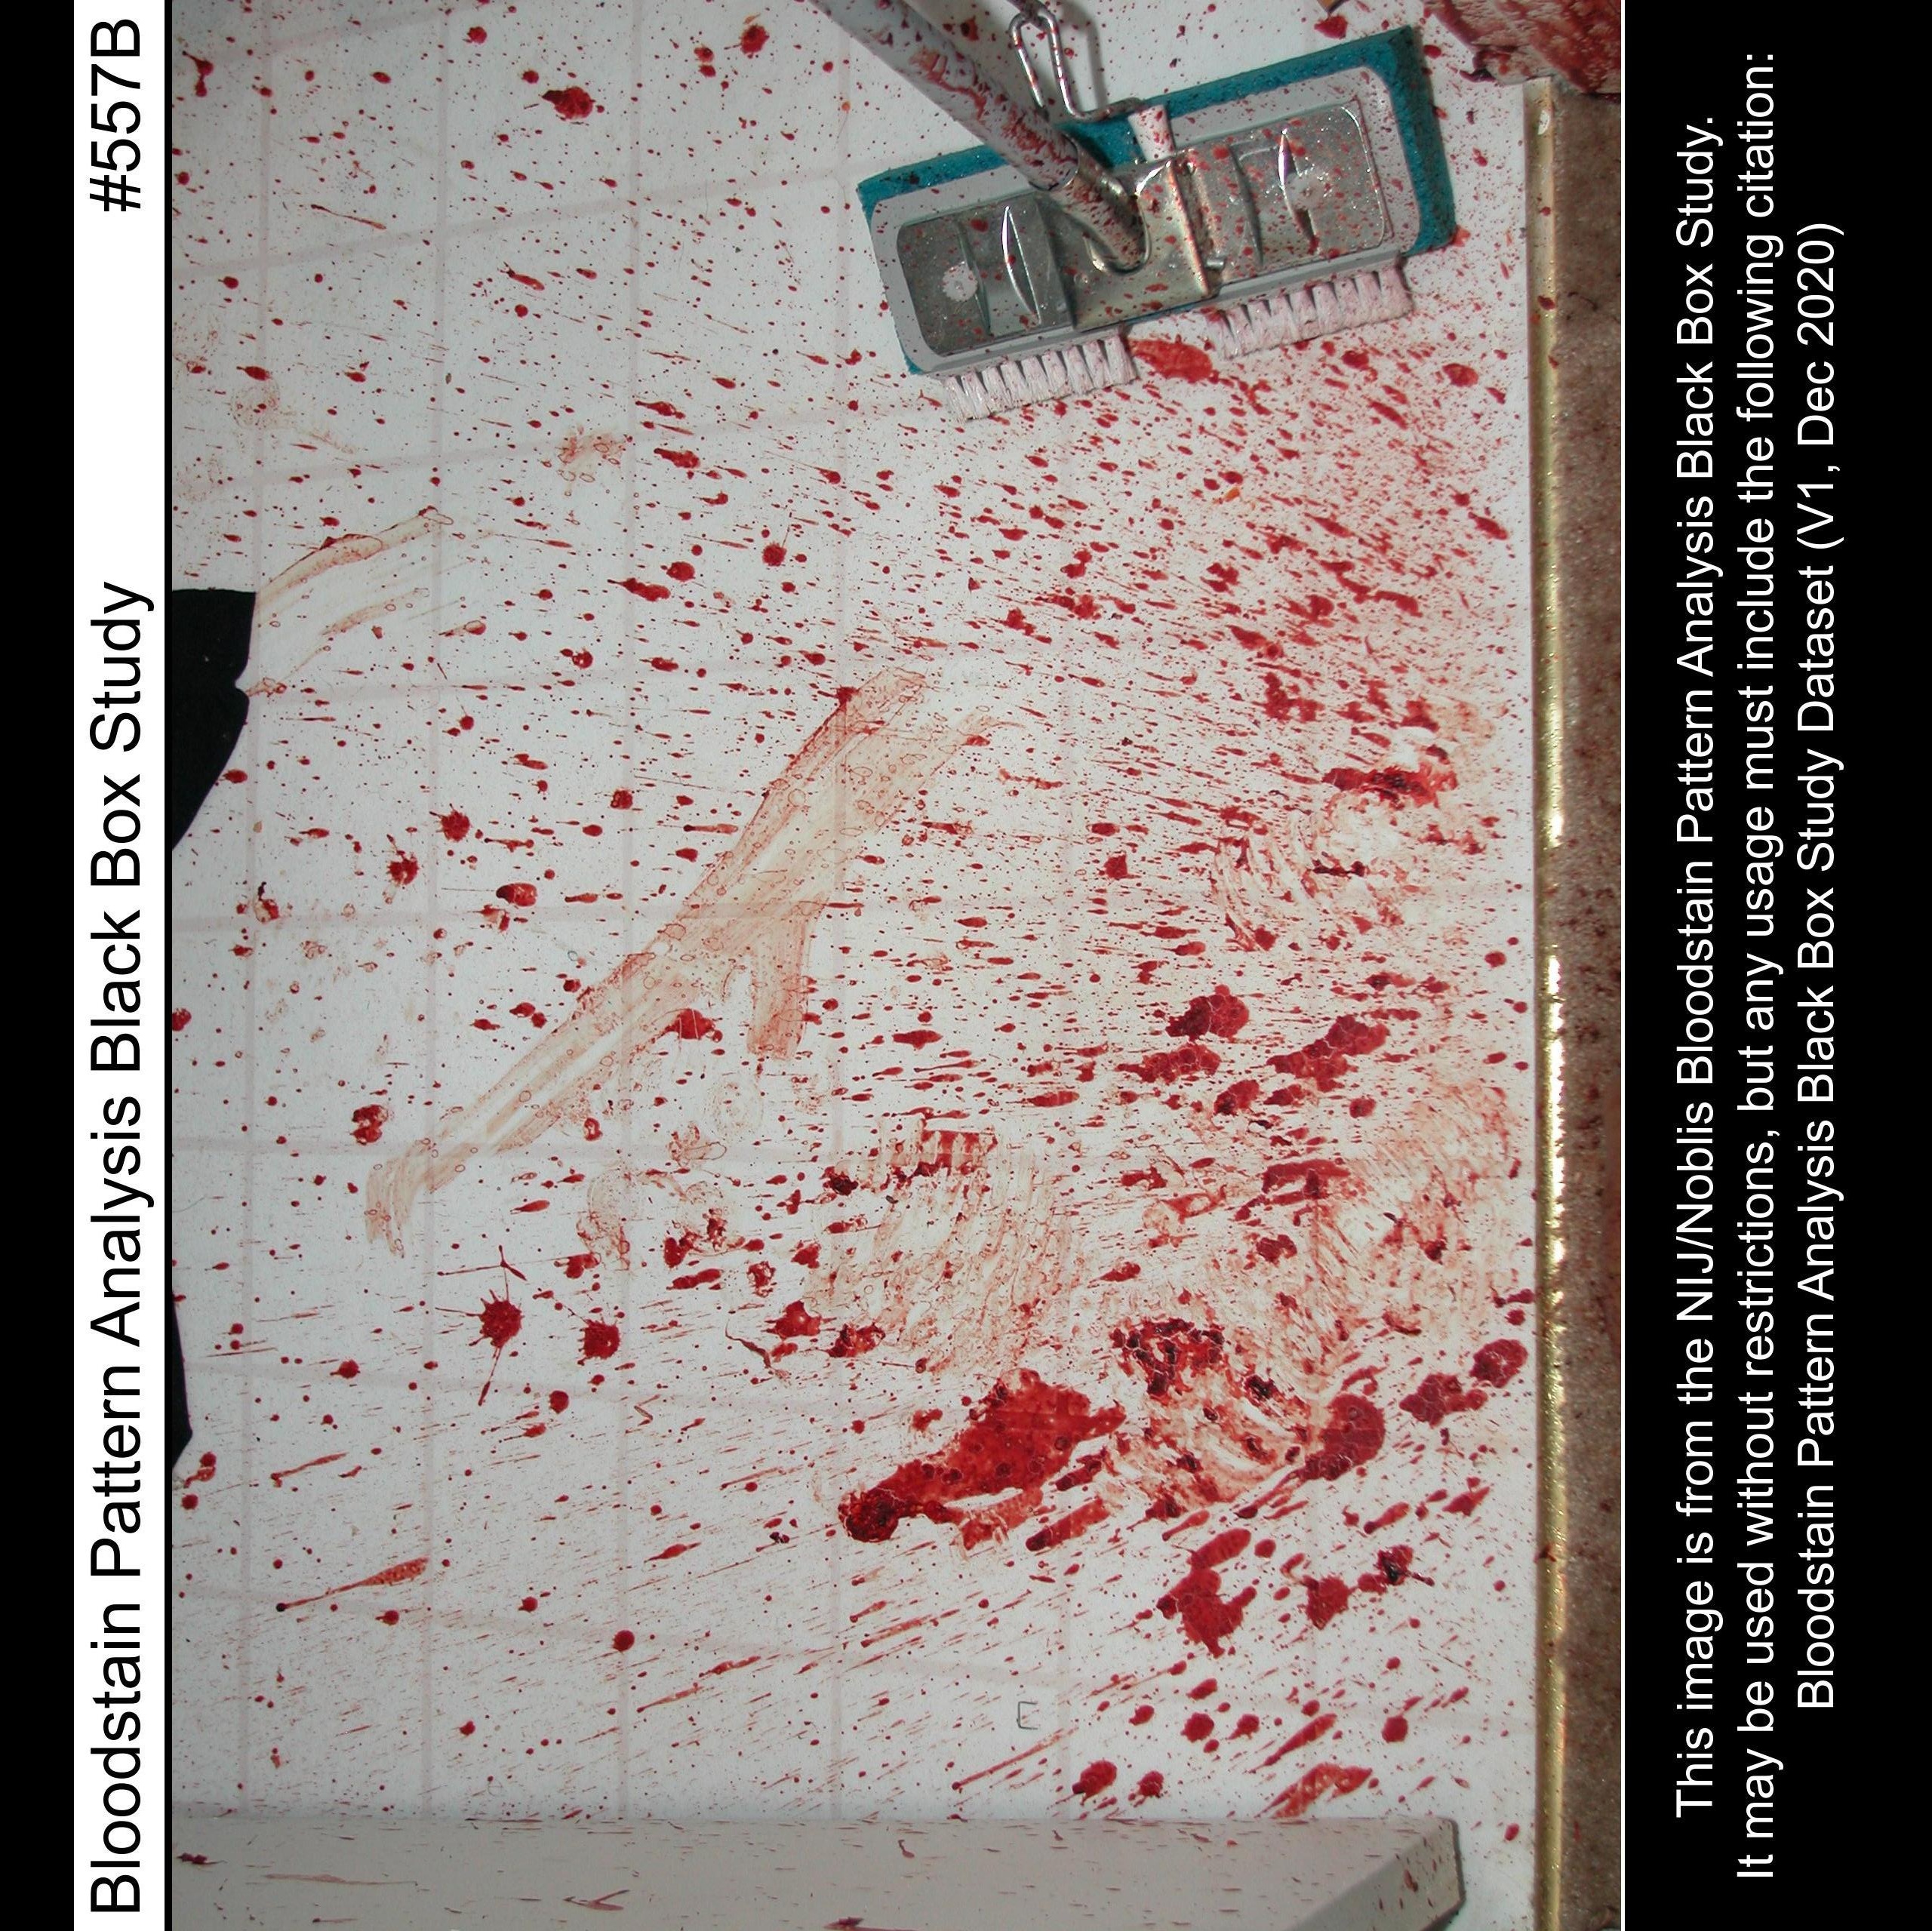 Bloodstain Pattern Analysis Black Box Study #557B
This image is from the NIJ/Noblis Bloodstain Pattern Analysis Black Box Study.
It may be used without restrictions, but any usage must include the following citation:
Bloodstain Pattern Analysis Black Box Study Dataset (V1, Dec 2020)